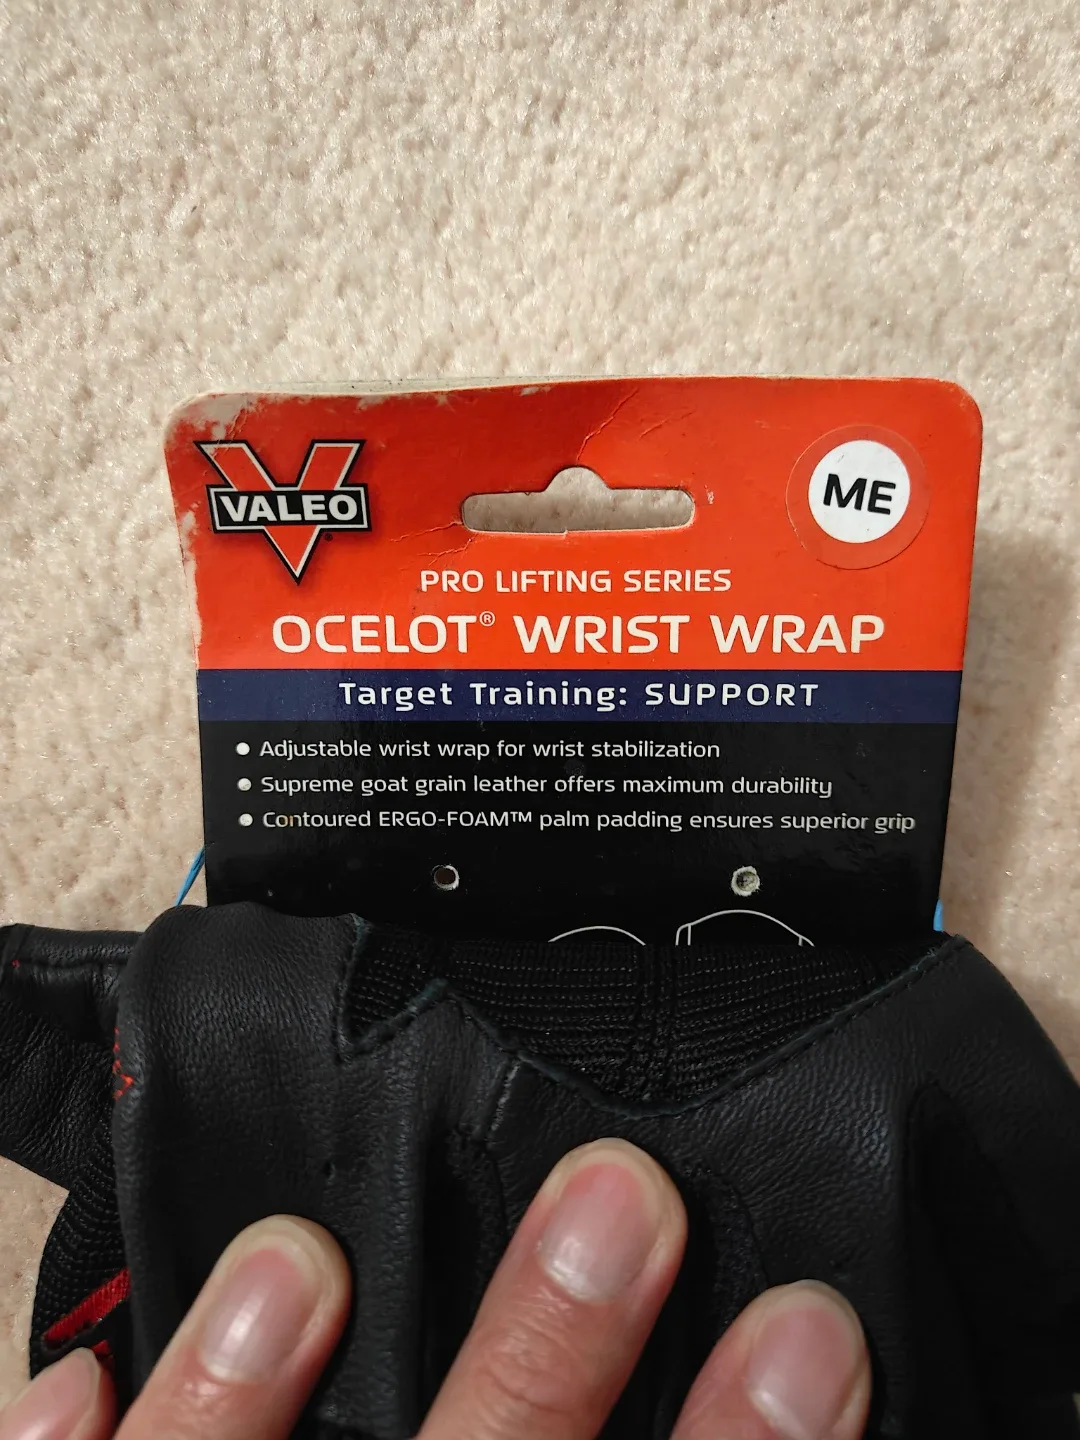 VALEO®
ME
PRO LIFTING SERIES
OCELOT® WRIST WRAP
Target Training: SUPPORT
• Adjustable wrist wrap for wrist stabilization
• Supreme goat grain leather offers maximum durability
• Contoured ERGO-FOAM™ palm padding ensures superior grip